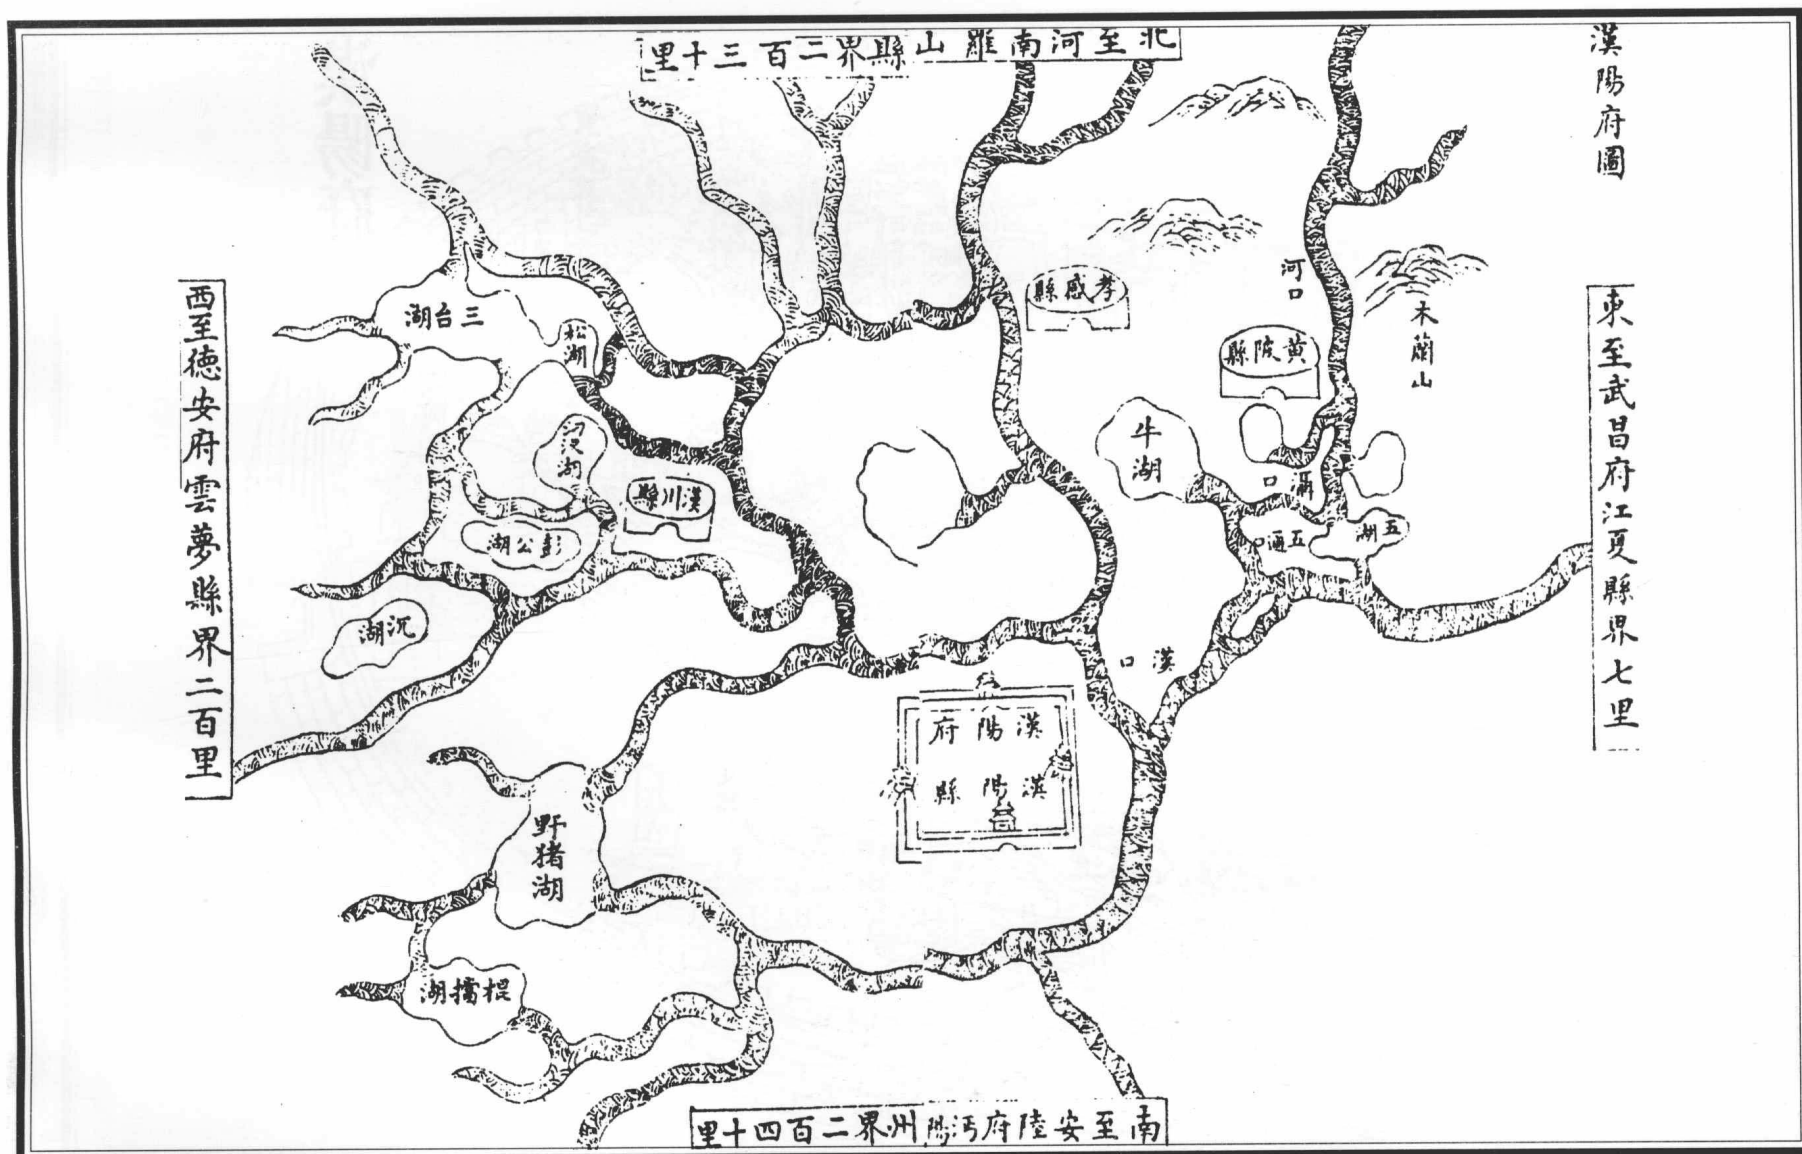 漢陽府圖
北至河南羅山縣界二百三十里
東至武昌府江夏縣界七里
南至安陸府沔陽州界二百四十里
西至德安府雲夢縣界二百里
孝感縣
河口
木蘭山
黃陂縣
牛湖
灄口
五通口
五湖
漢口
漢陽府
漢陽縣
三台湖
松湖
汈汊湖
漢川縣
彭公湖
沉湖
野猪湖
湖